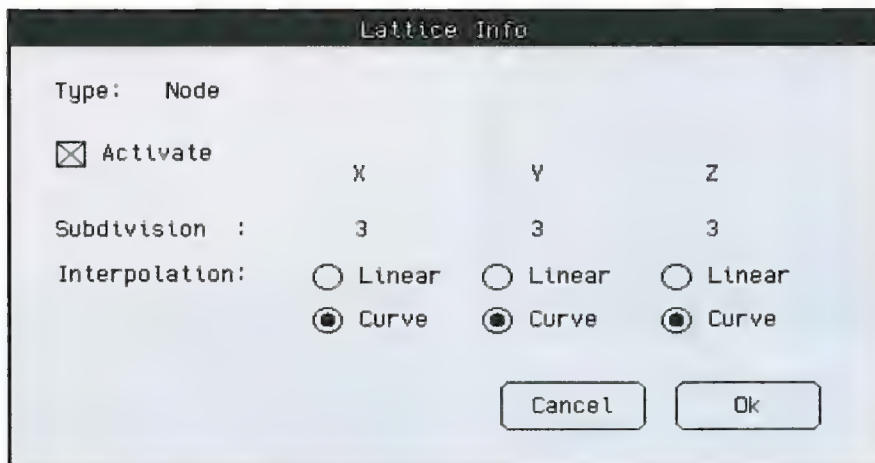 Lattice Info
Type: Node
Activate
X Y Z
Subdivision : 3 3 3
Interpolation: Linear Linear Linear
Curve Curve Curve
Cancel Ok